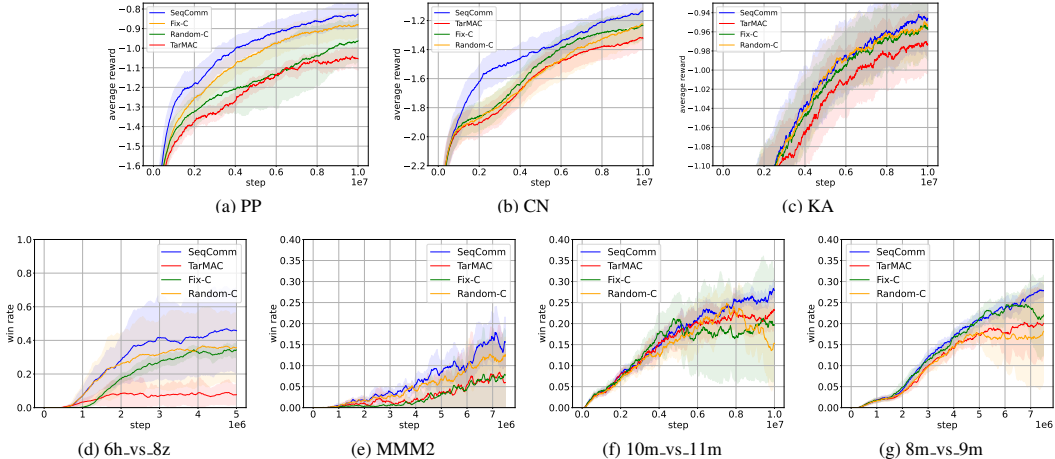 −0.8
−0.9
−1.0
−1.1
−1.2
−1.3
−1.4
−1.5
−1.6
average reward
SeqComm
Fix-C
Random-C
TarMAC
0.0 0.2 0.4 0.6 0.8 1.0
step
1e7
(a) PP
−1.2
−1.4
−1.6
−1.8
−2.0
−2.2
average reward
SeqComm
TarMAC
Fix-C
Random-C
0.0 0.2 0.4 0.6 0.8 1.0
step
1e7
(b) CN
−0.94
−0.96
−0.98
−1.00
−1.02
−1.04
−1.06
−1.08
−1.10
average reward
SeqComm
TarMAC
Fix-C
Random-C
0.0 0.2 0.4 0.6 0.8 1.0
step
1e7
(c) KA
1.0
0.8
0.6
0.4
0.2
0.0
win rate
SeqComm
TarMAC
Fix-C
Random-C
0 1 2 3 4 5
step
1e6
(d) 6h_vs_8z
0.40
0.35
0.30
0.25
0.20
0.15
0.10
0.05
0.00
win rate
SeqComm
TarMAC
Fix-C
Random-C
0 1 2 3 4 5 6 7
step
1e6
(e) MMM2
0.40
0.35
0.30
0.25
0.20
0.15
0.10
0.05
0.00
win rate
SeqComm
TarMAC
Fix-C
Random-C
0.2 0.4 0.6 0.8 1.0
step
1e7
(f) 10m_vs_11m
0.40
0.35
0.30
0.25
0.20
0.15
0.10
0.05
0.00
win rate
SeqComm
TarMAC
Fix-C
Random-C
0 1 2 3 4 5 6 7
step
1e6
(g) 8m_vs_9m